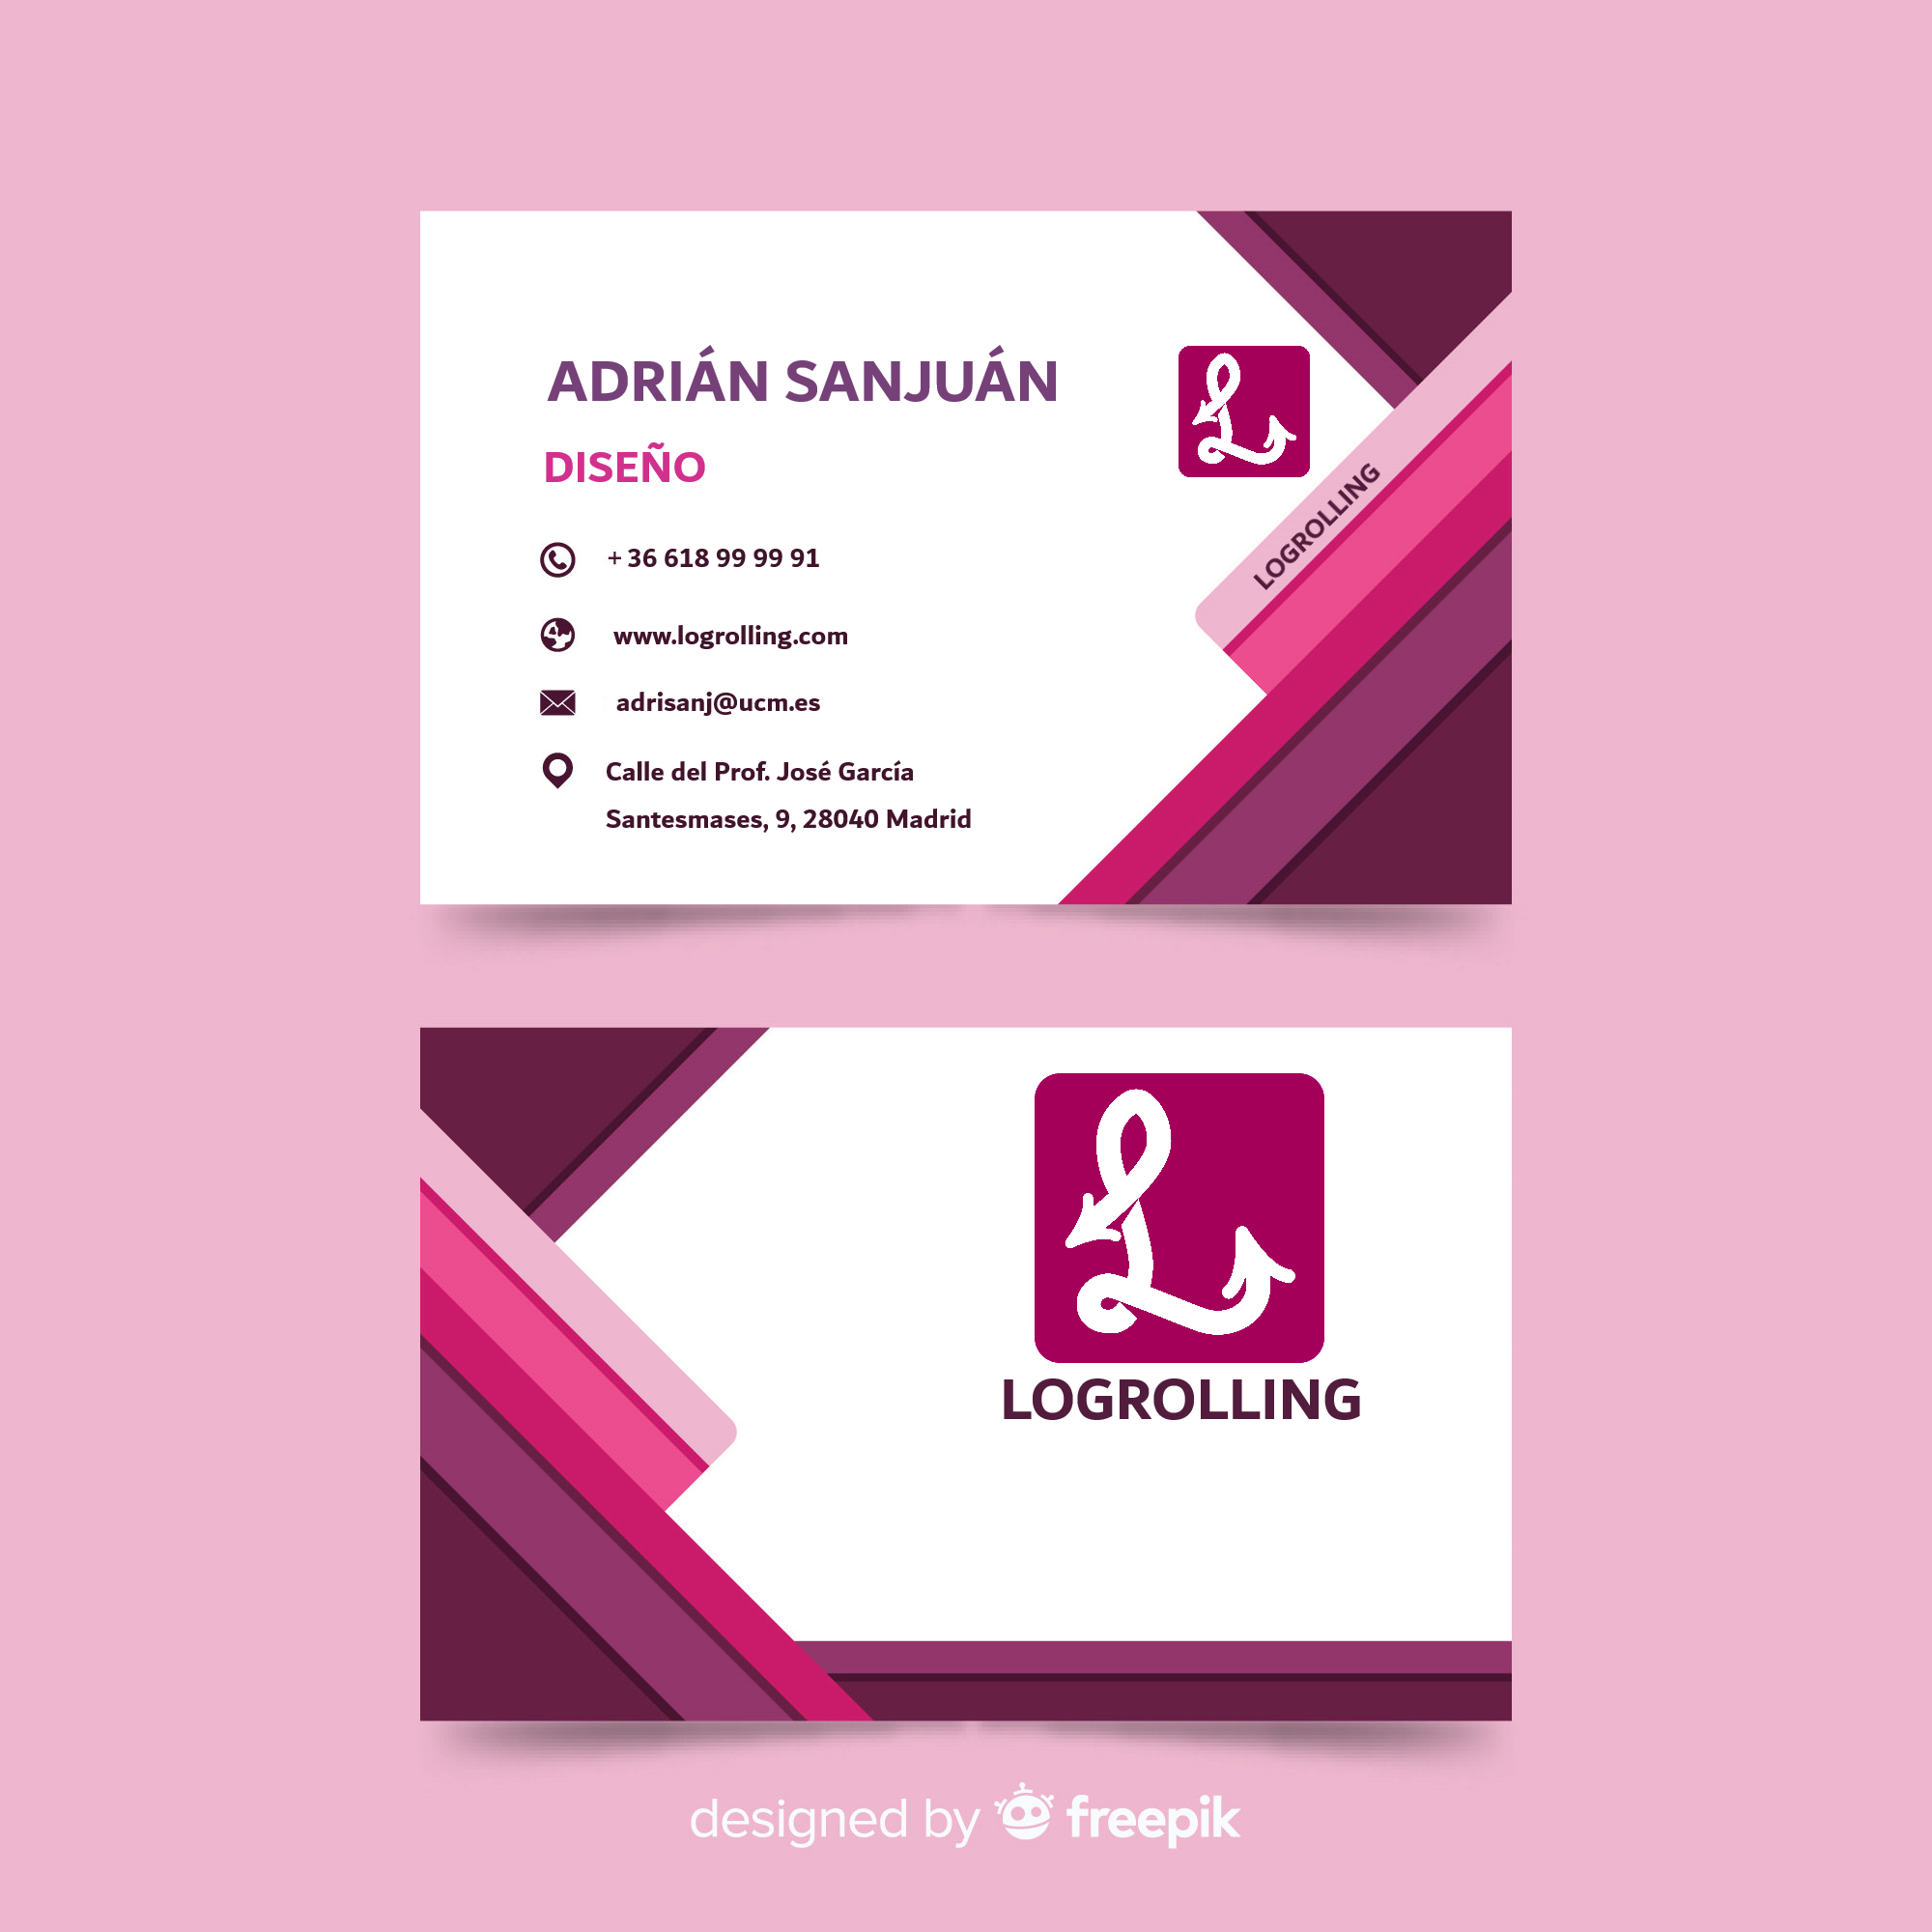 ADRIÁN SANJUÁN
DISEÑO
+ 36 618 99 99 91
www.logrolling.com
adrisanj@ucm.es
Calle del Prof. José García
Santesmases, 9, 28040 Madrid
LOGROLLING
LOGROLLING
designed by freepik